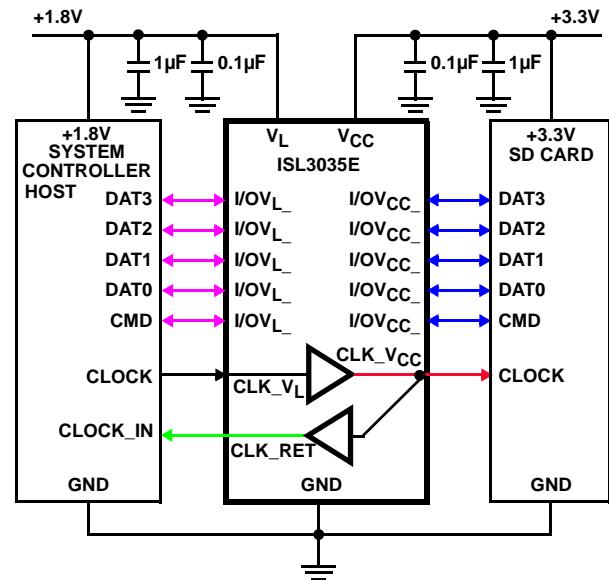 +1.8V +3.3V
1µF 0.1µF 0.1µF 1µF
+1.8V VL VCC +3.3V
SYSTEM CONTROLLER HOST
ISL3035E
SD CARD
DAT3 I/OVL_ I/OVCC_ DAT3
DAT2 I/OVL_ I/OVCC_ DAT2
DAT1 I/OVL_ I/OVCC_ DAT1
DAT0 I/OVL_ I/OVCC_ DAT0
CMD I/OVL_ I/OVCC_ CMD
CLK_VCC
CLOCK CLK_VL CLOCK
CLOCK_IN CLK_RET
GND GND GND